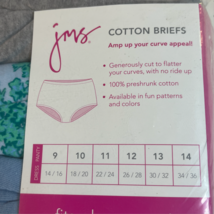 jms
COTTON BRIEFS
Amp up your curve appeal!
• Generously cut to flatter
your curves, with no ride up
• 100% preshrunk cotton
• Available in fun patterns
and colors
9 10 11 12 13 14
14 / 16 18 / 20 22 / 24 26 / 28 30 / 32 34 / 36